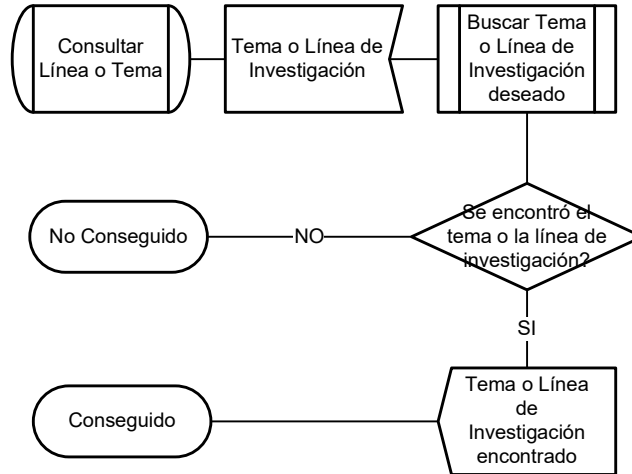 Consultar
Línea o Tema
Tema o Línea de
Investigación
Buscar Tema
o Línea de
Investigación
deseado
Se encontró el
tema o la línea de
investigación?
NO
No Conseguido
SI
Tema o Línea
de
Investigación
encontrado
Conseguido